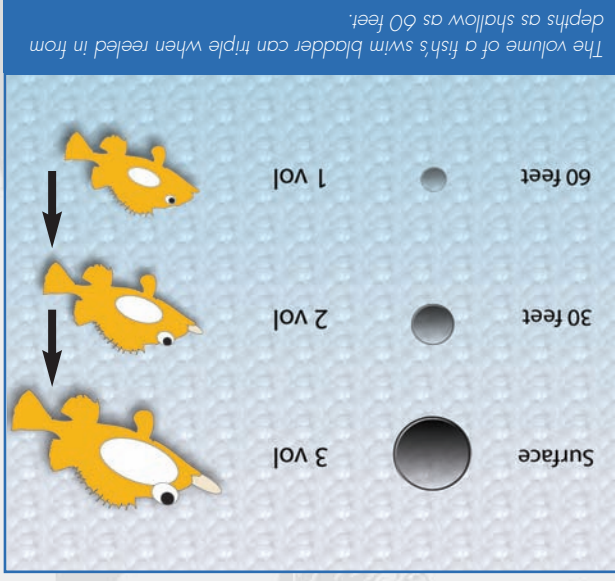 Surface 3 vol
30 feet 2 vol
60 feet 1 vol
The volume of a fish's swim bladder can triple when reeled in from
depths as shallow as 60 feet.